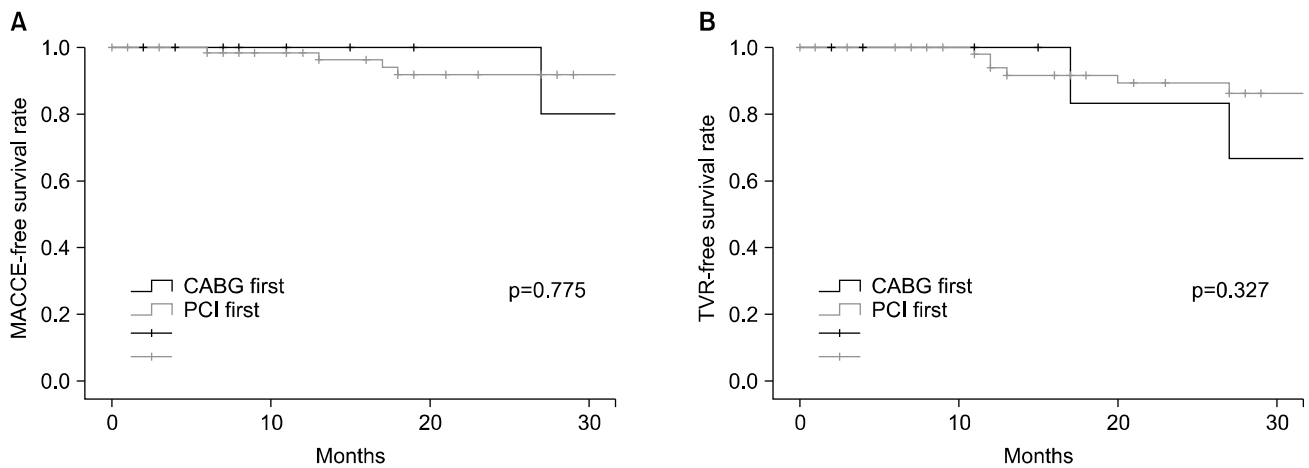 A
MACCE-free survival rate
1.0
0.8
0.6
0.4
0.2
0.0
CABG first
PCI first
p=0.775
0 10 20 30
Months
B
TVR-free survival rate
1.0
0.8
0.6
0.4
0.2
0.0
CABG first
PCI first
p=0.327
0 10 20 30
Months